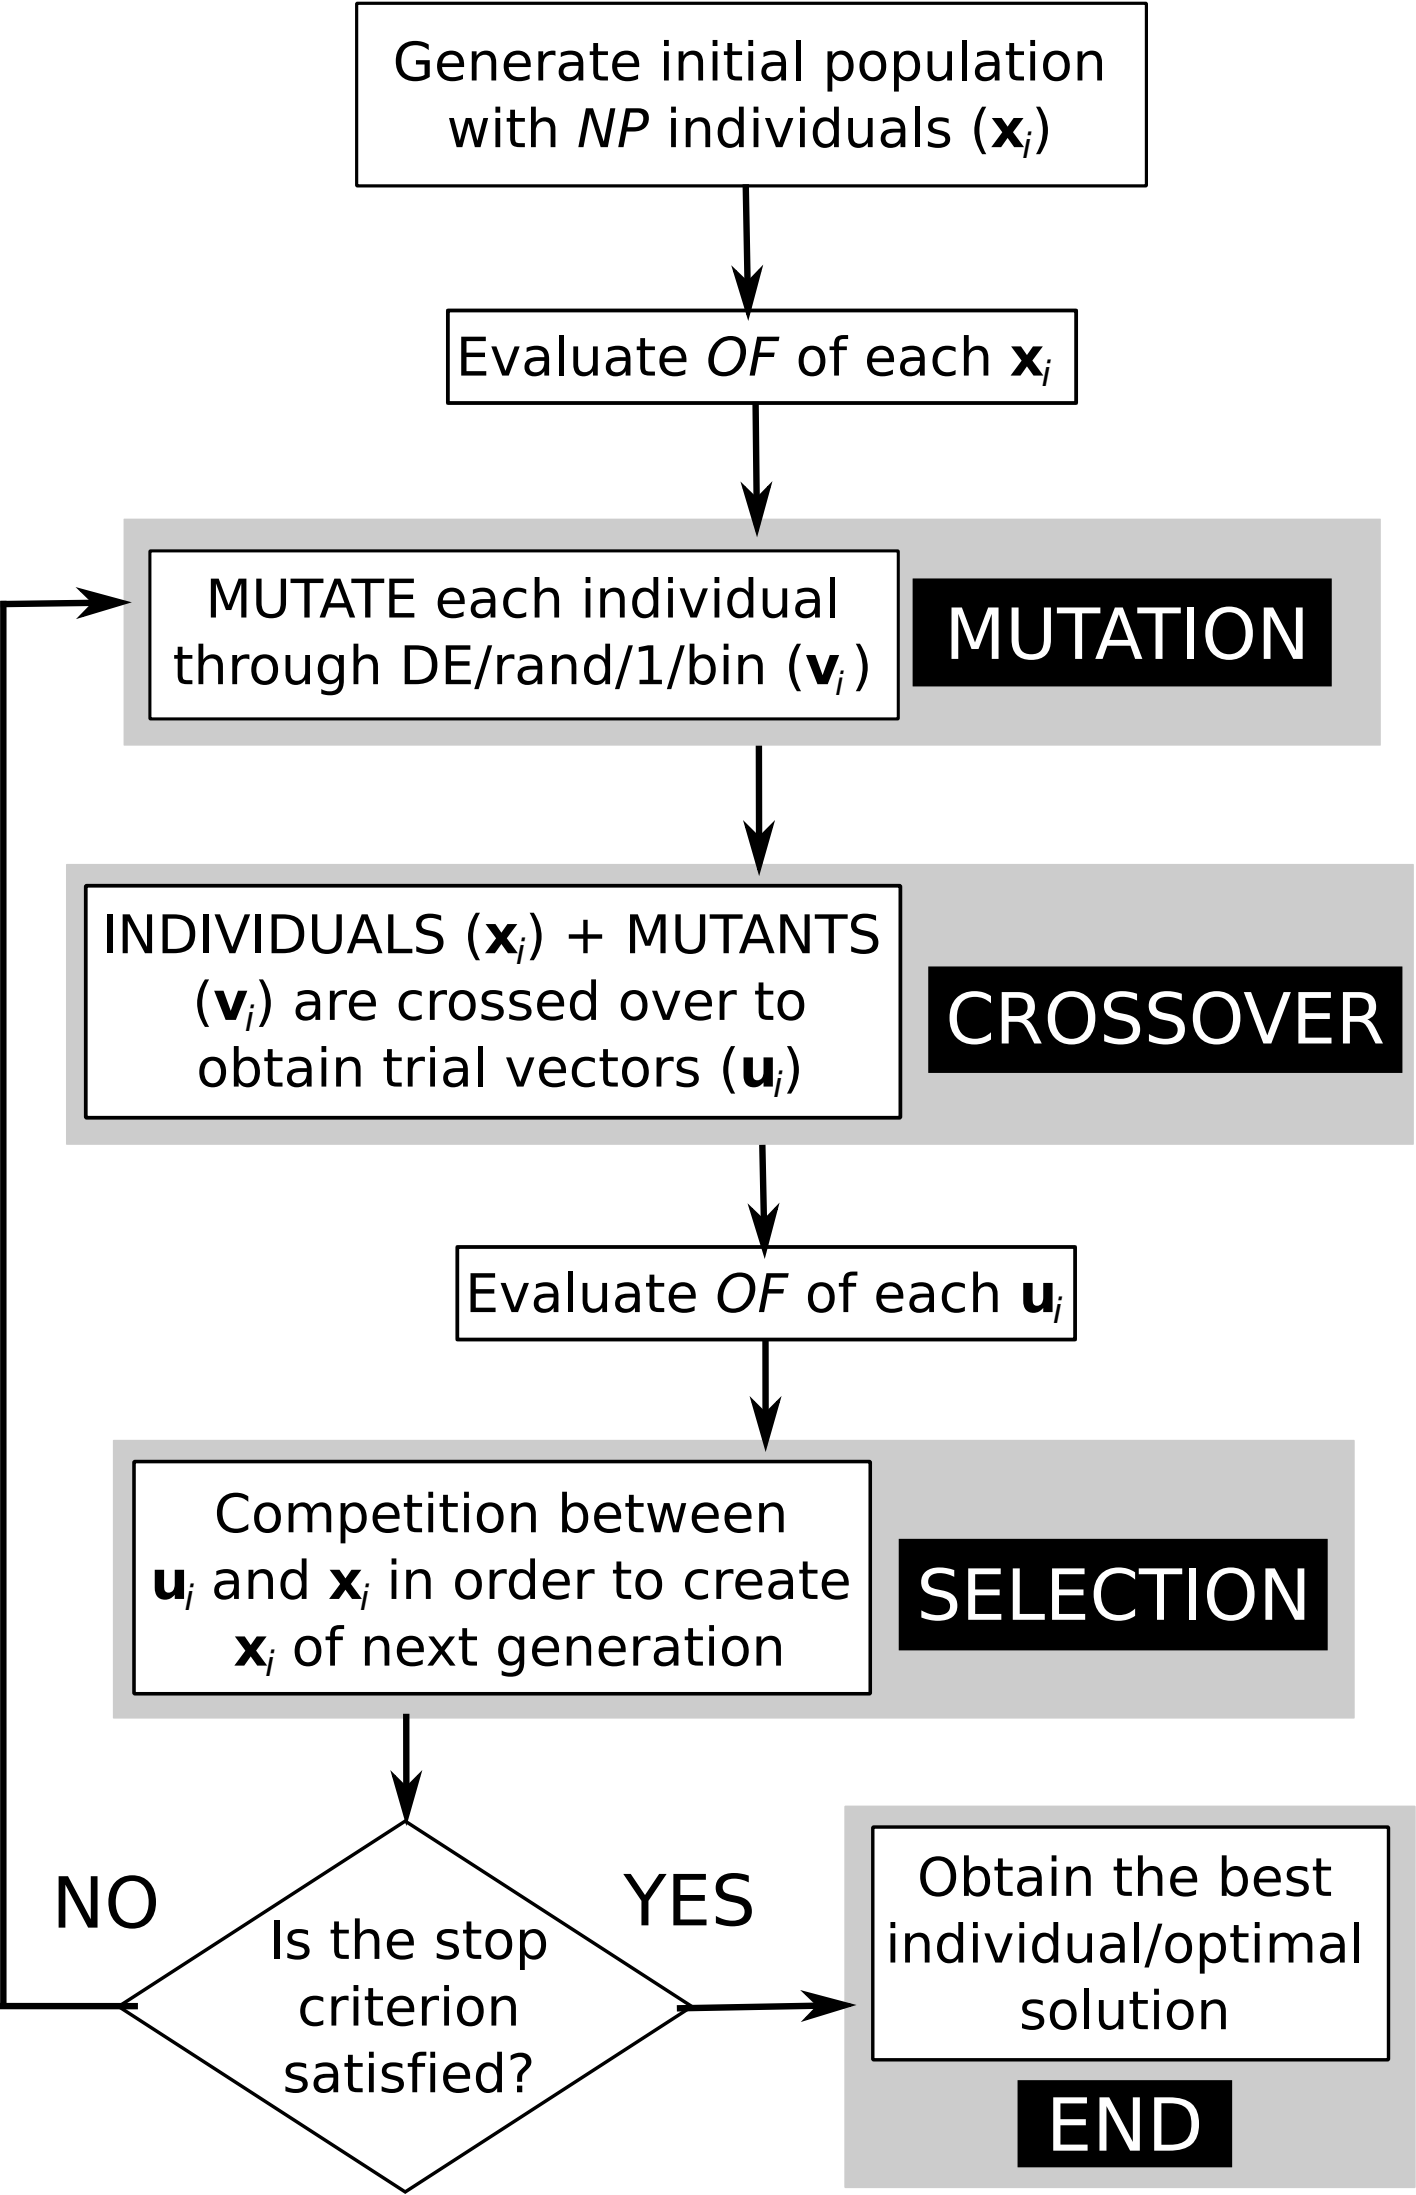 Generate initial population
with NP individuals (xi)
Evaluate OF of each xi
MUTATE each individual
through DE/rand/1/bin (vi)
MUTATION
INDIVIDUALS (xi) + MUTANTS
(vi) are crossed over to
obtain trial vectors (ui)
CROSSOVER
Evaluate OF of each ui
Competition between
ui and xi in order to create
xi of next generation
SELECTION
NO
YES
Is the stop
criterion
satisfied?
Obtain the best
individual/optimal
solution
END